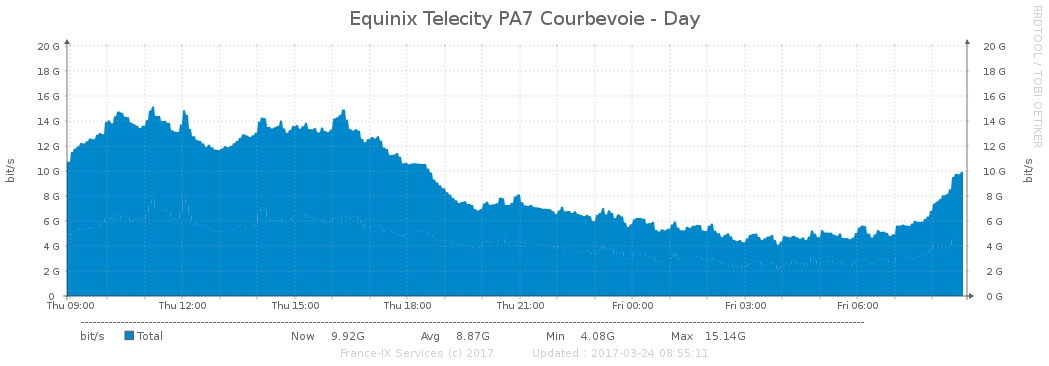 Equinix Telecity PA7 Courbevoie - Day
RRDTOOL / TOBI OETIKER
20 G 20 G
18 G 18 G
16 G 16 G
14 G 14 G
12 G 12 G
10 G 10 G
8 G 8 G
6 G 6 G
4 G 4 G
2 G 2 G
0 0 G
bit/s bit/s
Thu 09:00 Thu 12:00 Thu 15:00 Thu 18:00 Thu 21:00 Fri 00:00 Fri 03:00 Fri 06:00
bit/s Total Now 9.92G Avg 8.87G Min 4.08G Max 15.14G
France-IX Services (c) 2017 Updated : 2017-03-24 08:55:11